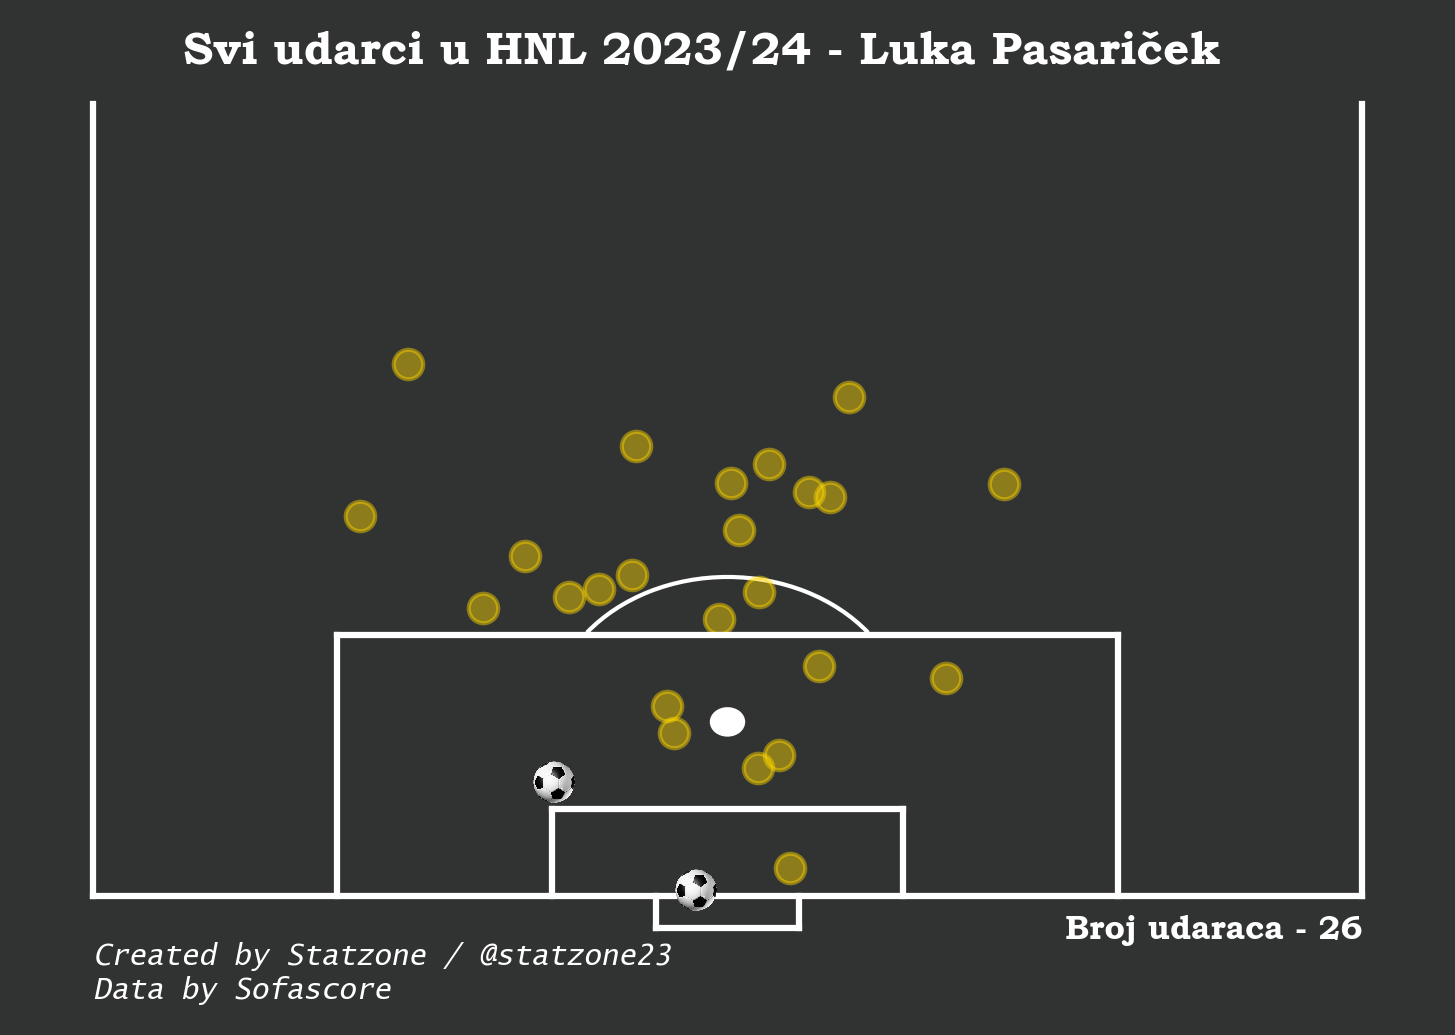 Svi udarci u HNL 2023/24 - Luka Pasariček
Broj udaraca - 26
Created by Statzone / @statzone23
Data by Sofascore